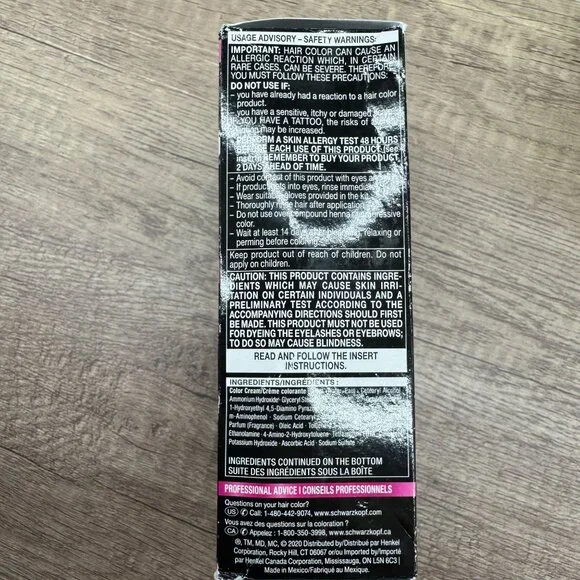 USAGE ADVISORY – SAFETY WARNINGS:
IMPORTANT: HAIR COLOR CAN CAUSE AN
ALLERGIC REACTION WHICH, IN CERTAIN
RARE CASES, CAN BE SEVERE. THEREFORE
YOU MUST FOLLOW THESE PRECAUTIONS:
DO NOT USE IF:
– you have already had a reaction to a hair color
product.
– you have a sensitive, itchy or damaged
IF YOU HAVE A TATTOO, the risks of
may be increased.
PERFORM A SKIN ALLERGY TEST 48 HOURS
BEFORE EACH USE OF THIS PRODUCT (see
REMEMBER TO BUY YOUR PRODUCT
2 DAYS AHEAD OF TIME.
– Avoid contact of this product with eyes
– If product gets into eyes, rinse immediately
– Wear suitable gloves provided in the kit.
– Thoroughly rinse hair after application.
– Do not use over compound henna or progressive
color.
– Wait at least 14 days after relaxing or
perming before coloring.
Keep product out of reach of children. Do not
apply on children.
CAUTION: THIS PRODUCT CONTAINS INGRE-
DIENTS WHICH MAY CAUSE SKIN IRRI-
TATION ON CERTAIN INDIVIDUALS AND A
PRELIMINARY TEST ACCORDING TO THE
ACCOMPANYING DIRECTIONS SHOULD FIRST
BE MADE. THIS PRODUCT MUST NOT BE USED
FOR DYEING THE EYELASHES OR EYEBROWS;
TO DO SO MAY CAUSE BLINDNESS.
READ AND FOLLOW THE INSERT
INSTRUCTIONS.
INGREDIENTS/INGRÉDIENTS :
Color Cream/Crème colorante Cetearyl Alcohol
Ammonium Hydroxide · Glyceryl
1-Hydroxyethyl 4,5-Diamino
m-Aminophenol · Sodium
Parfum (Fragrance) · Oleic Acid ·
Ethanolamine · 4-Amino-2-Hydroxytoluene ·
Potassium Hydroxide · Ascorbic Acid · Sodium Sulfate
INGREDIENTS CONTINUED ON THE BOTTOM
SUITE DES INGRÉDIENTS SOUS LA BOÎTE
PROFESSIONAL ADVICE I CONSEILS PROFESSIONNELS
Questions on your hair color?
US Call: 1-480-442-9074, www.schwarzkopf.com
Vous avez des questions sur la coloration ?
CA Appelez : 1-800-350-3998, www.schwarzkopf.ca
®, TM, MD, MC, © 2020 Distributed by/Distribué par Henkel
Corporation, Rocky Hill, CT 06067 or/ou Imported by/Importé
par Henkel Canada Corporation, Mississauga, ON L5N 6C3 |
Made in Mexico/Fabriqué au Mexique.